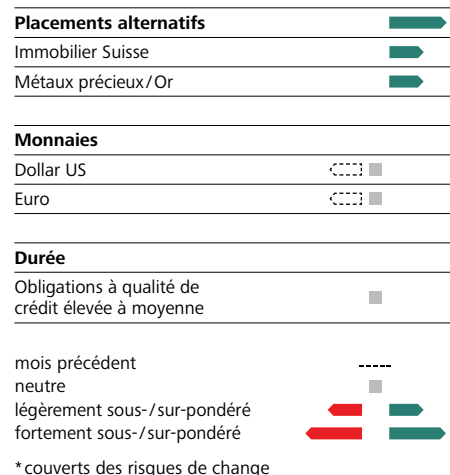 Placements alternatifs
Immobilier Suisse
Métaux précieux/Or
Monnaies
Dollar US
Euro
Durée
Obligations à qualité de
crédit élevée à moyenne
mois précédent
neutre
légèrement sous-/sur-pondéré
fortement sous-/sur-pondéré
*couverts des risques de change